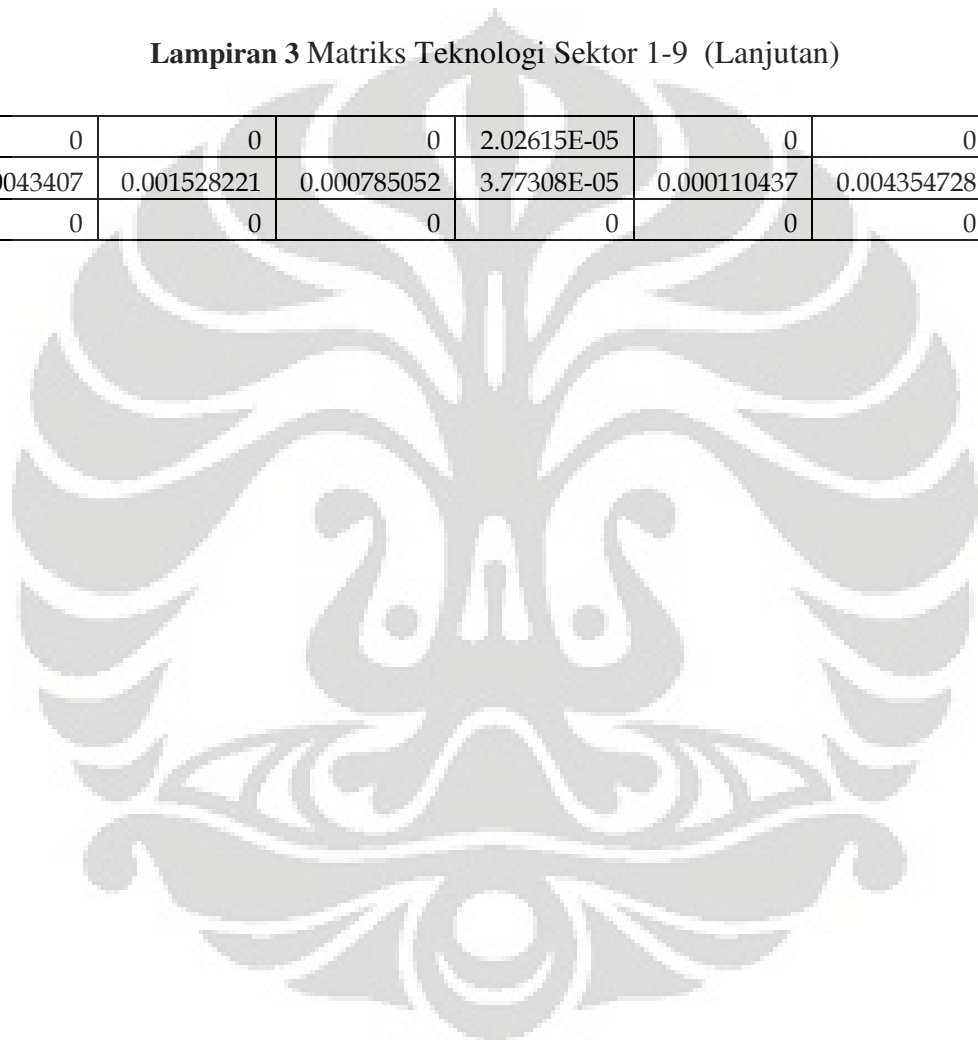 Lampiran 3 Matriks Teknologi Sektor 1-9 (Lanjutan)
0 0 0 2.02615E-05 0 0
0.001528221 0.000785052 3.77308E-05 0.000110437 0.004354728
0 0 0 0 0 0